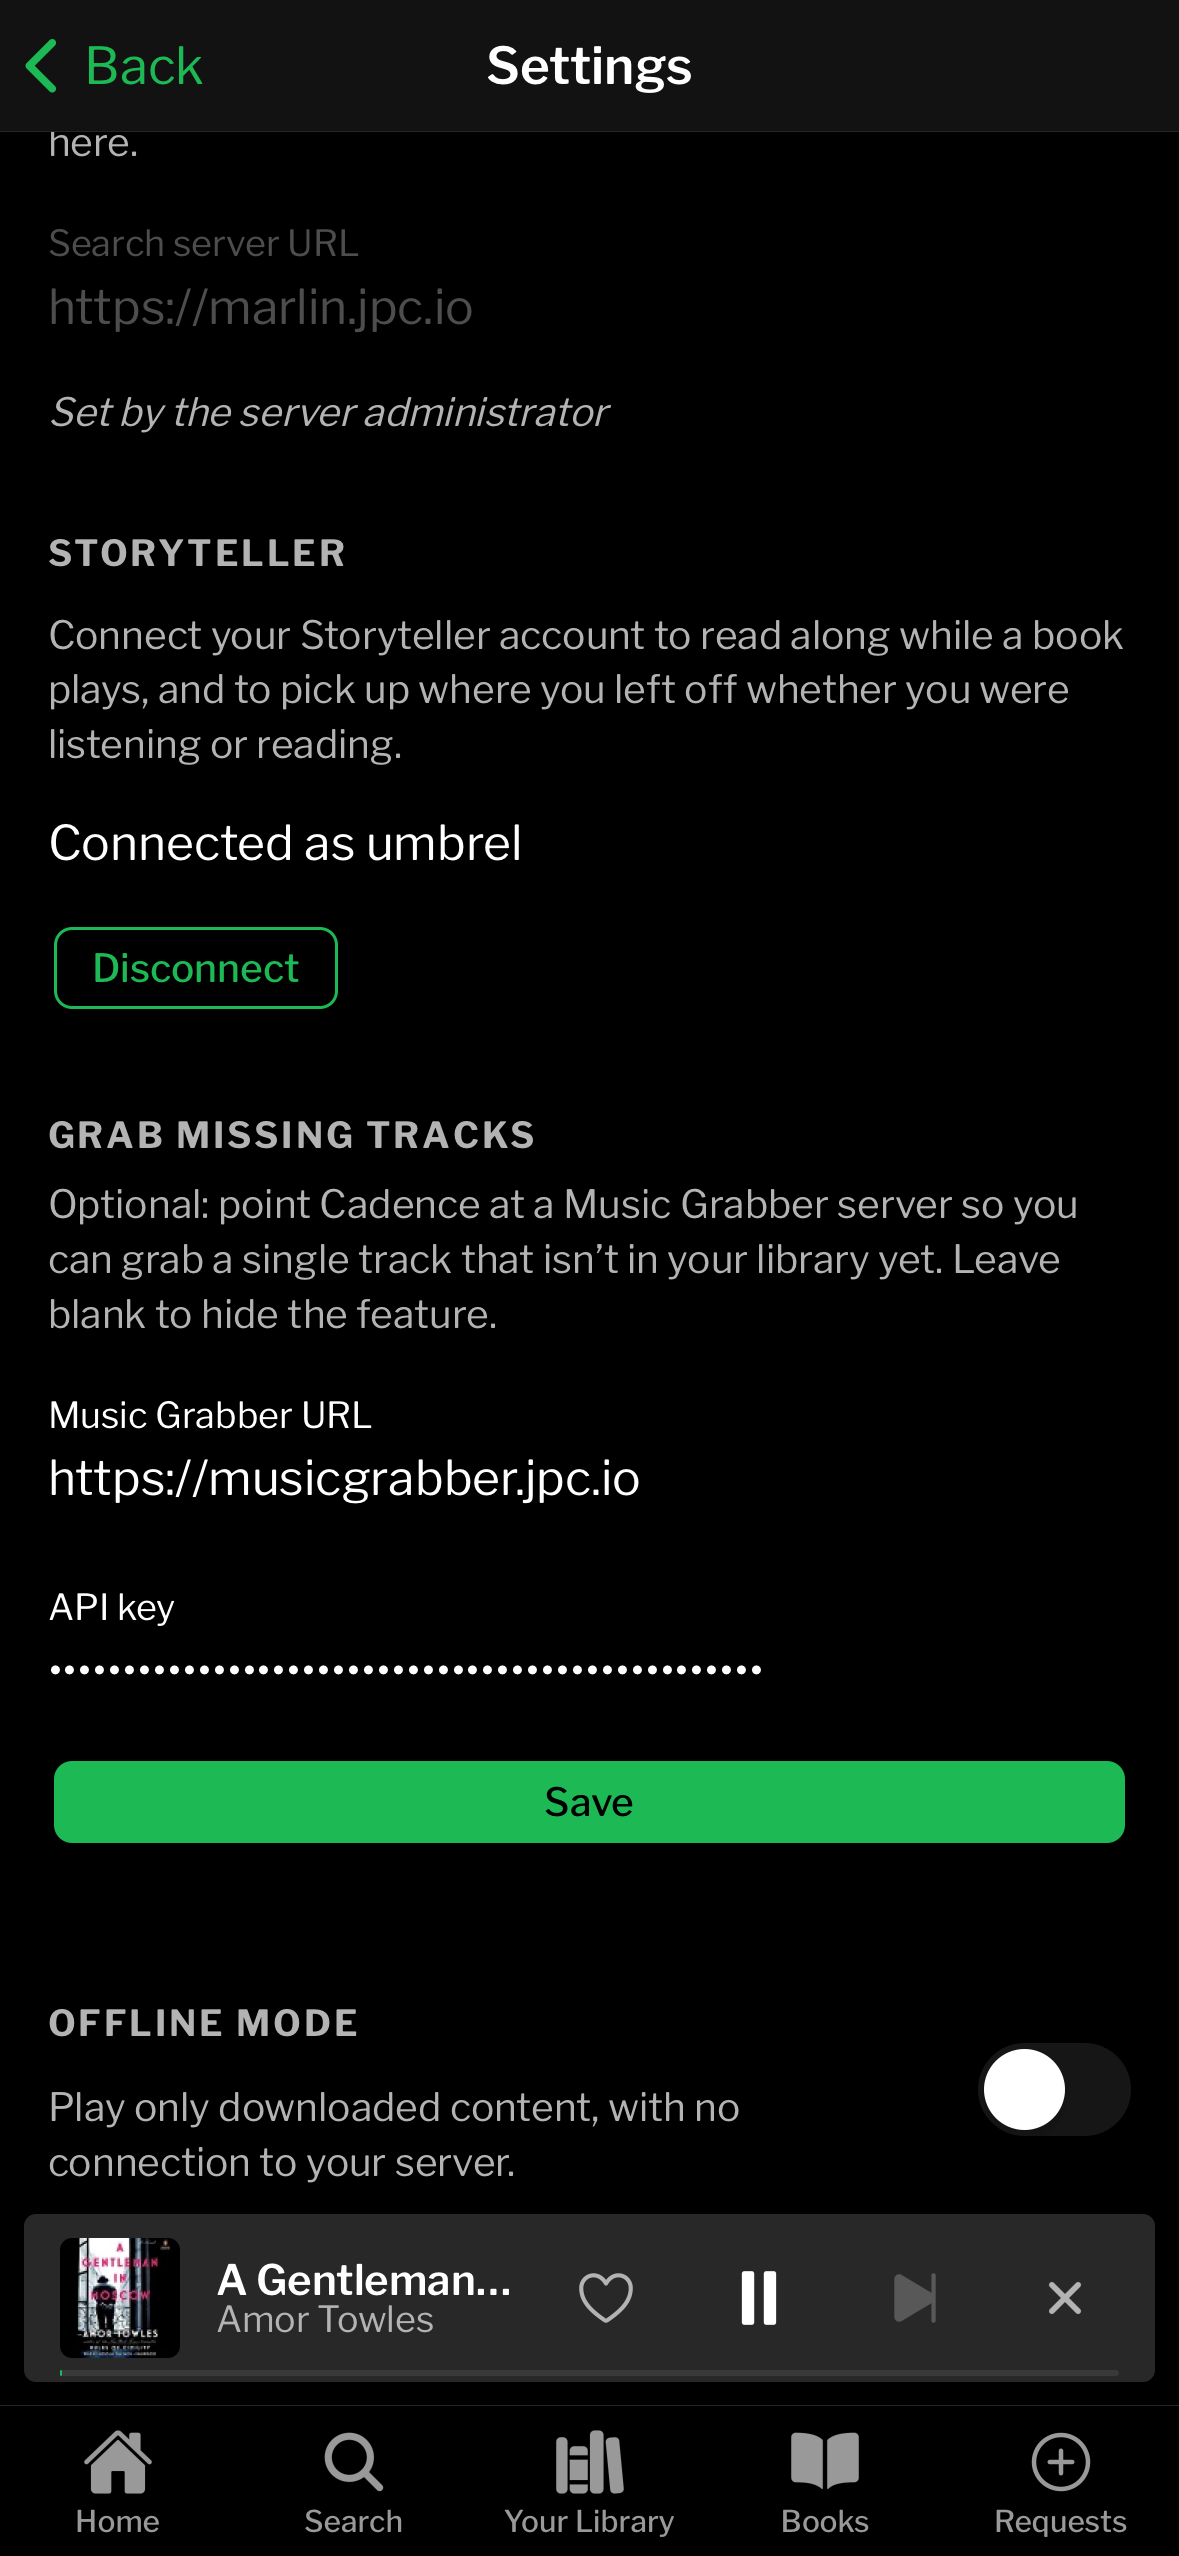 Back
Settings
here.
Search server URL
https://marlin.jpc.io
Set by the server administrator
STORYTELLER
Connect your Storyteller account to read along while a book
plays, and to pick up where you left off whether you were
listening or reading.
Connected as umbrel
Disconnect
GRAB MISSING TRACKS
Optional: point Cadence at a Music Grabber server so you
can grab a single track that isn’t in your library yet. Leave
blank to hide the feature.
Music Grabber URL
https://musicgrabber.jpc.io
API key
••••••••••••••••••••••••••••••••••••••••••••••••
Save
OFFLINE MODE
Play only downloaded content, with no
connection to your server.
A
GENTLEMAN
IN
MOSCOW
AMOR TOWLES
A Gentleman...
Amor Towles
Home
Search
Your Library
Books
Requests